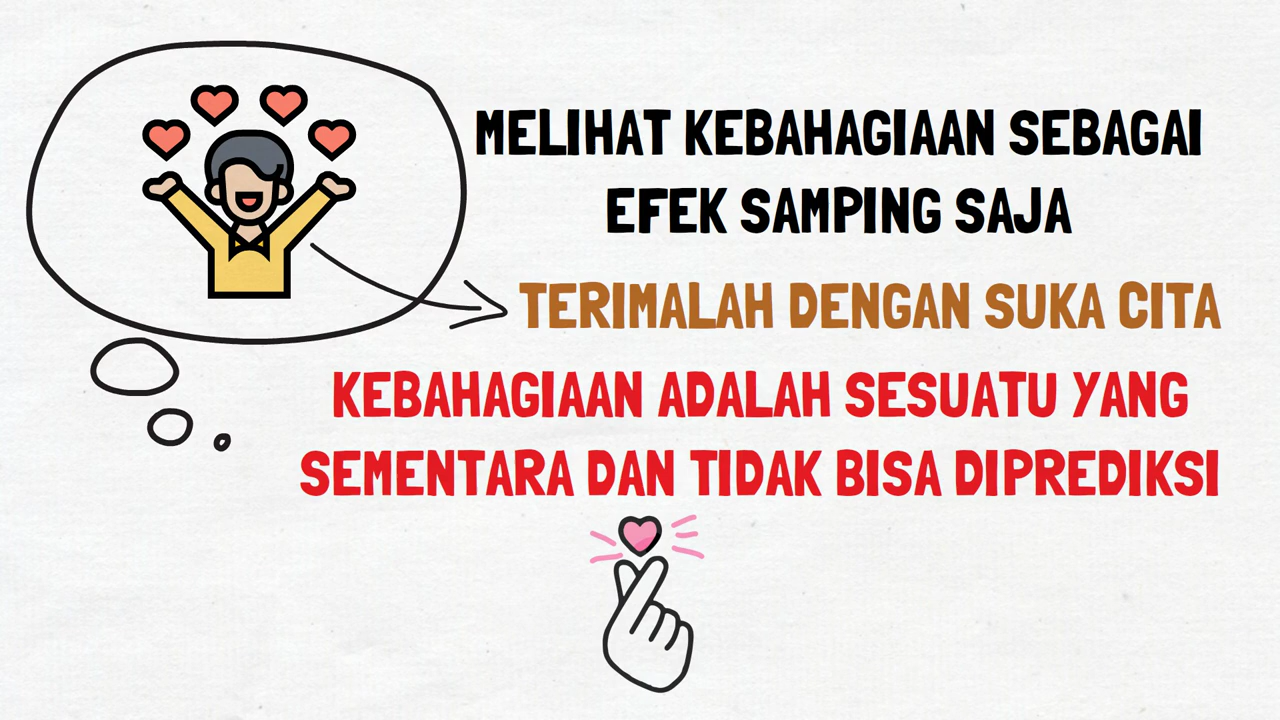 MELIHAT KEBAHAGIAAN SEBAGAI
EFEK SAMPING SAJA
TERIMALAH DENGAN SUKA CITA
KEBAHAGIAAN ADALAH SESUATU YANG
SEMENTARA DAN TIDAK BISA DIPREDIKSI